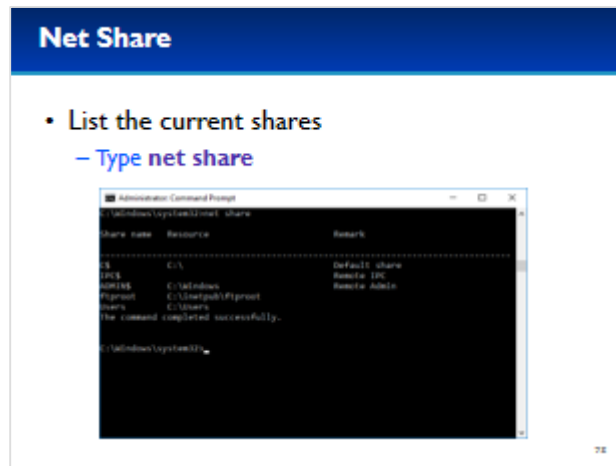 Net Share
• List the current shares
– Type net share
Administrator: Command Prompt
C:\Windows\system32>net share
Share name Resource Remark
-------------------------------------------------------------------------------
C$ C:\ Default share
IPC$ Remote IPC
ADMIN$ C:\Windows Remote Admin
ftproot C:\inetpub\ftproot
Users C:\Users
The command completed successfully.
C:\Windows\system32>
78